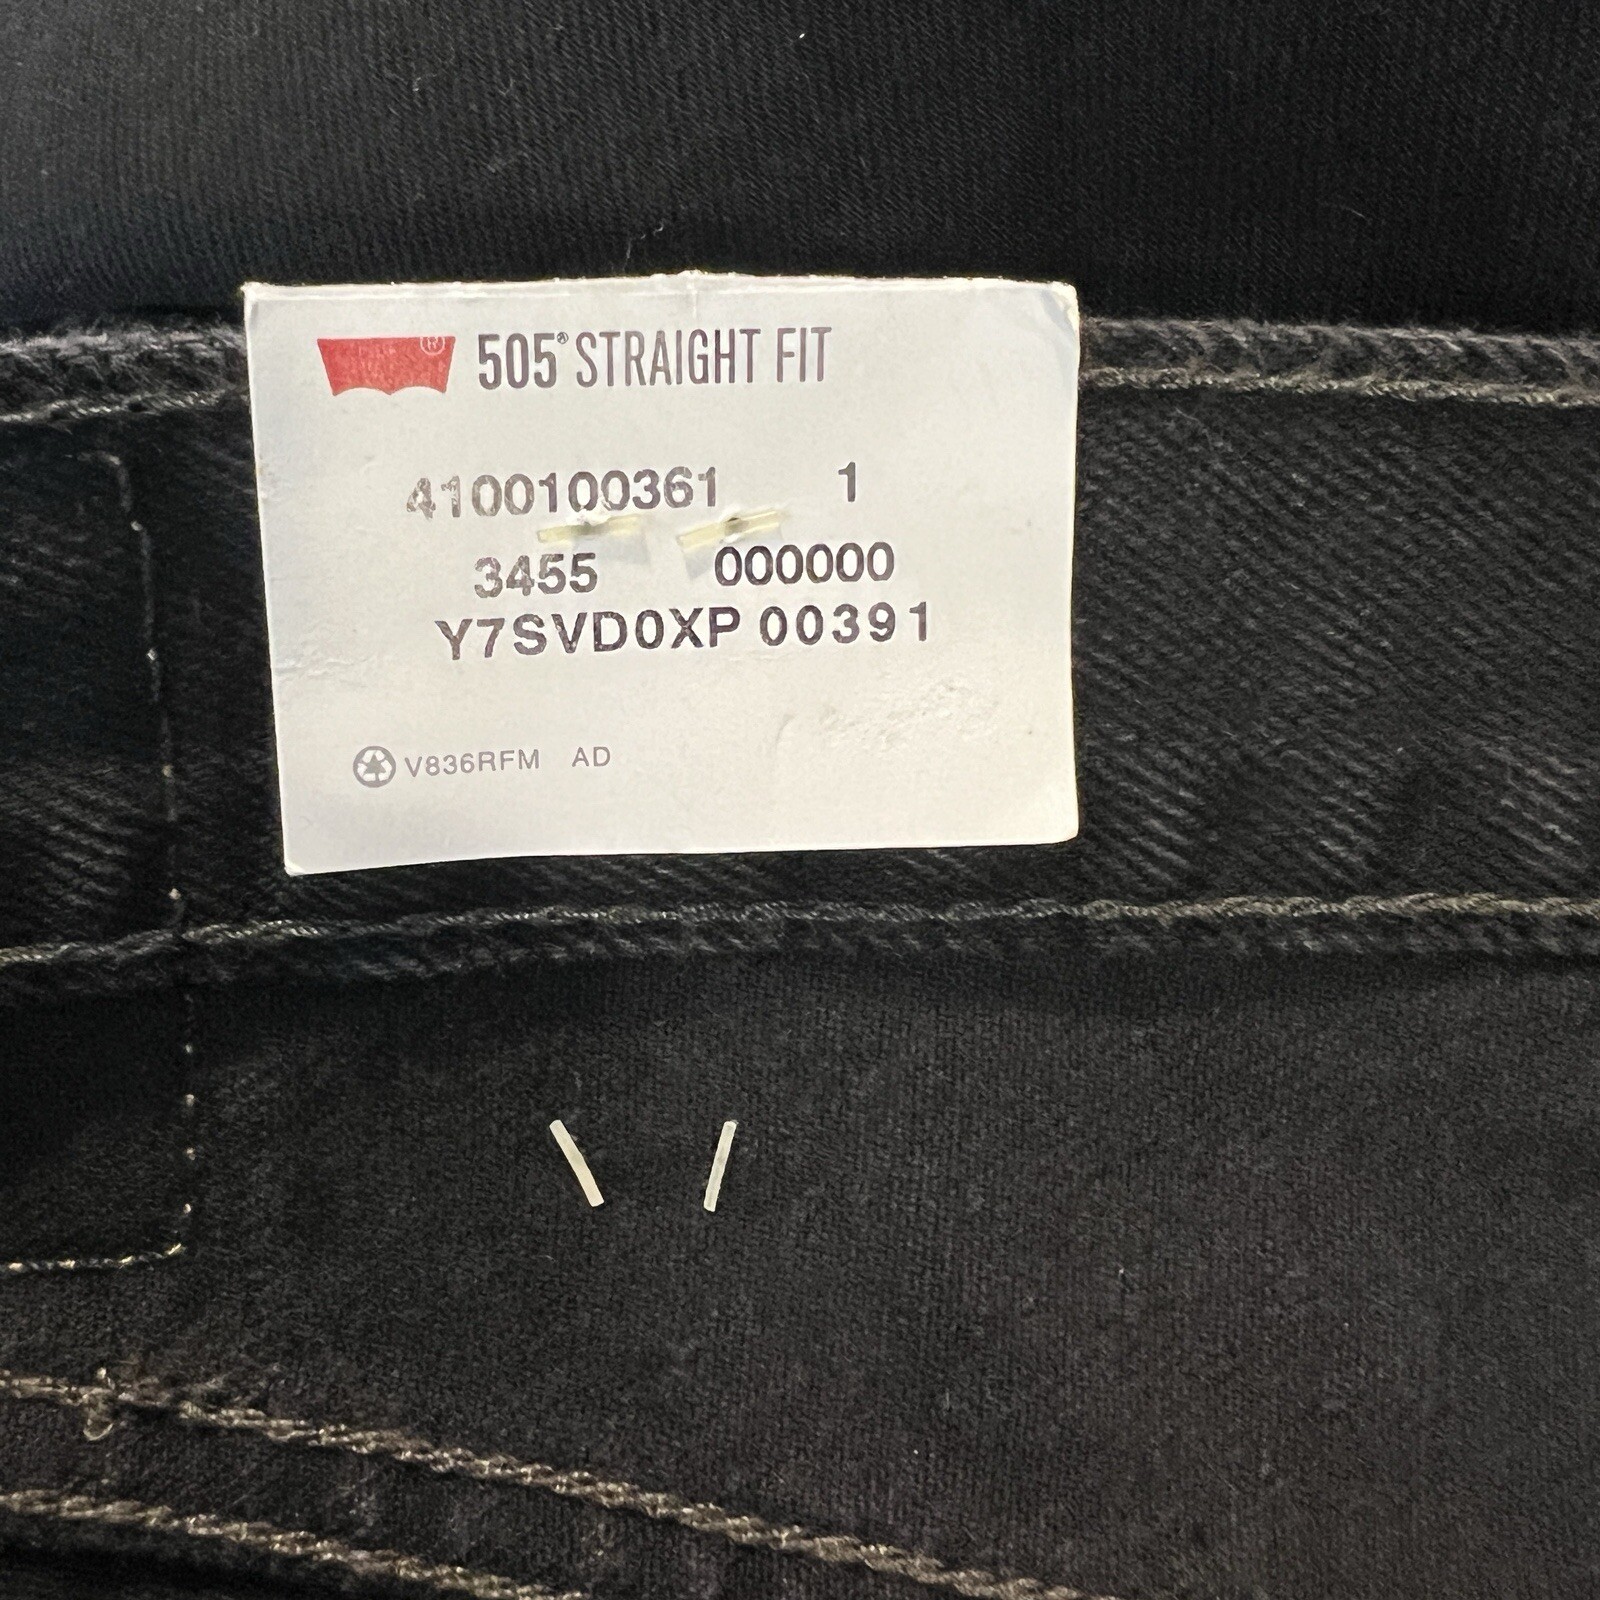 505® STRAIGHT FIT
4100100361 1
3455 000000
Y7SVD0XP 00391
V836RFM AD